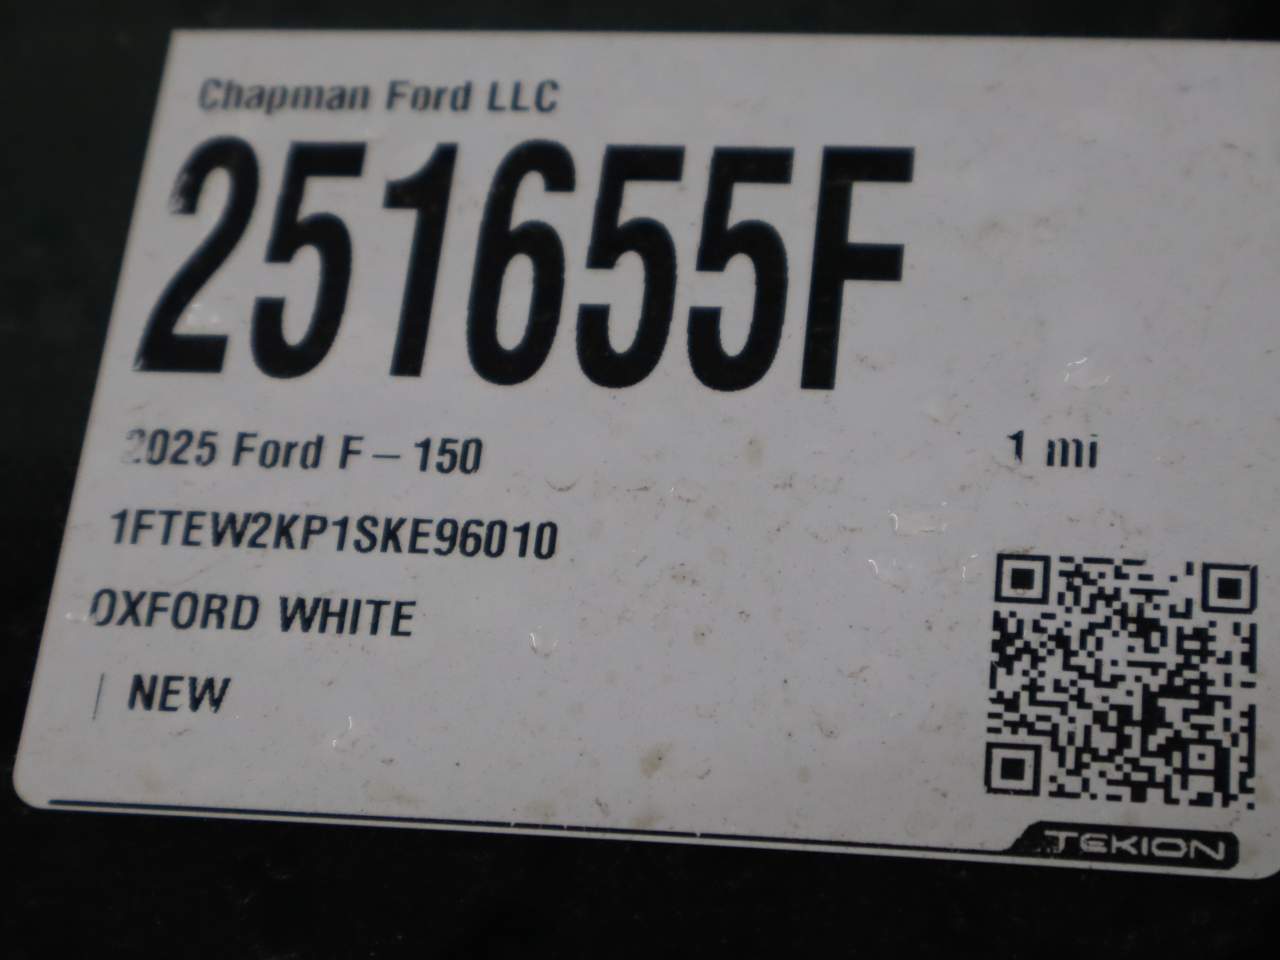 Chapman Ford LLC
251655F
2025 Ford F-150
1 mi
1FTEW2KP1SKE96010
OXFORD WHITE
| NEW
TEKION